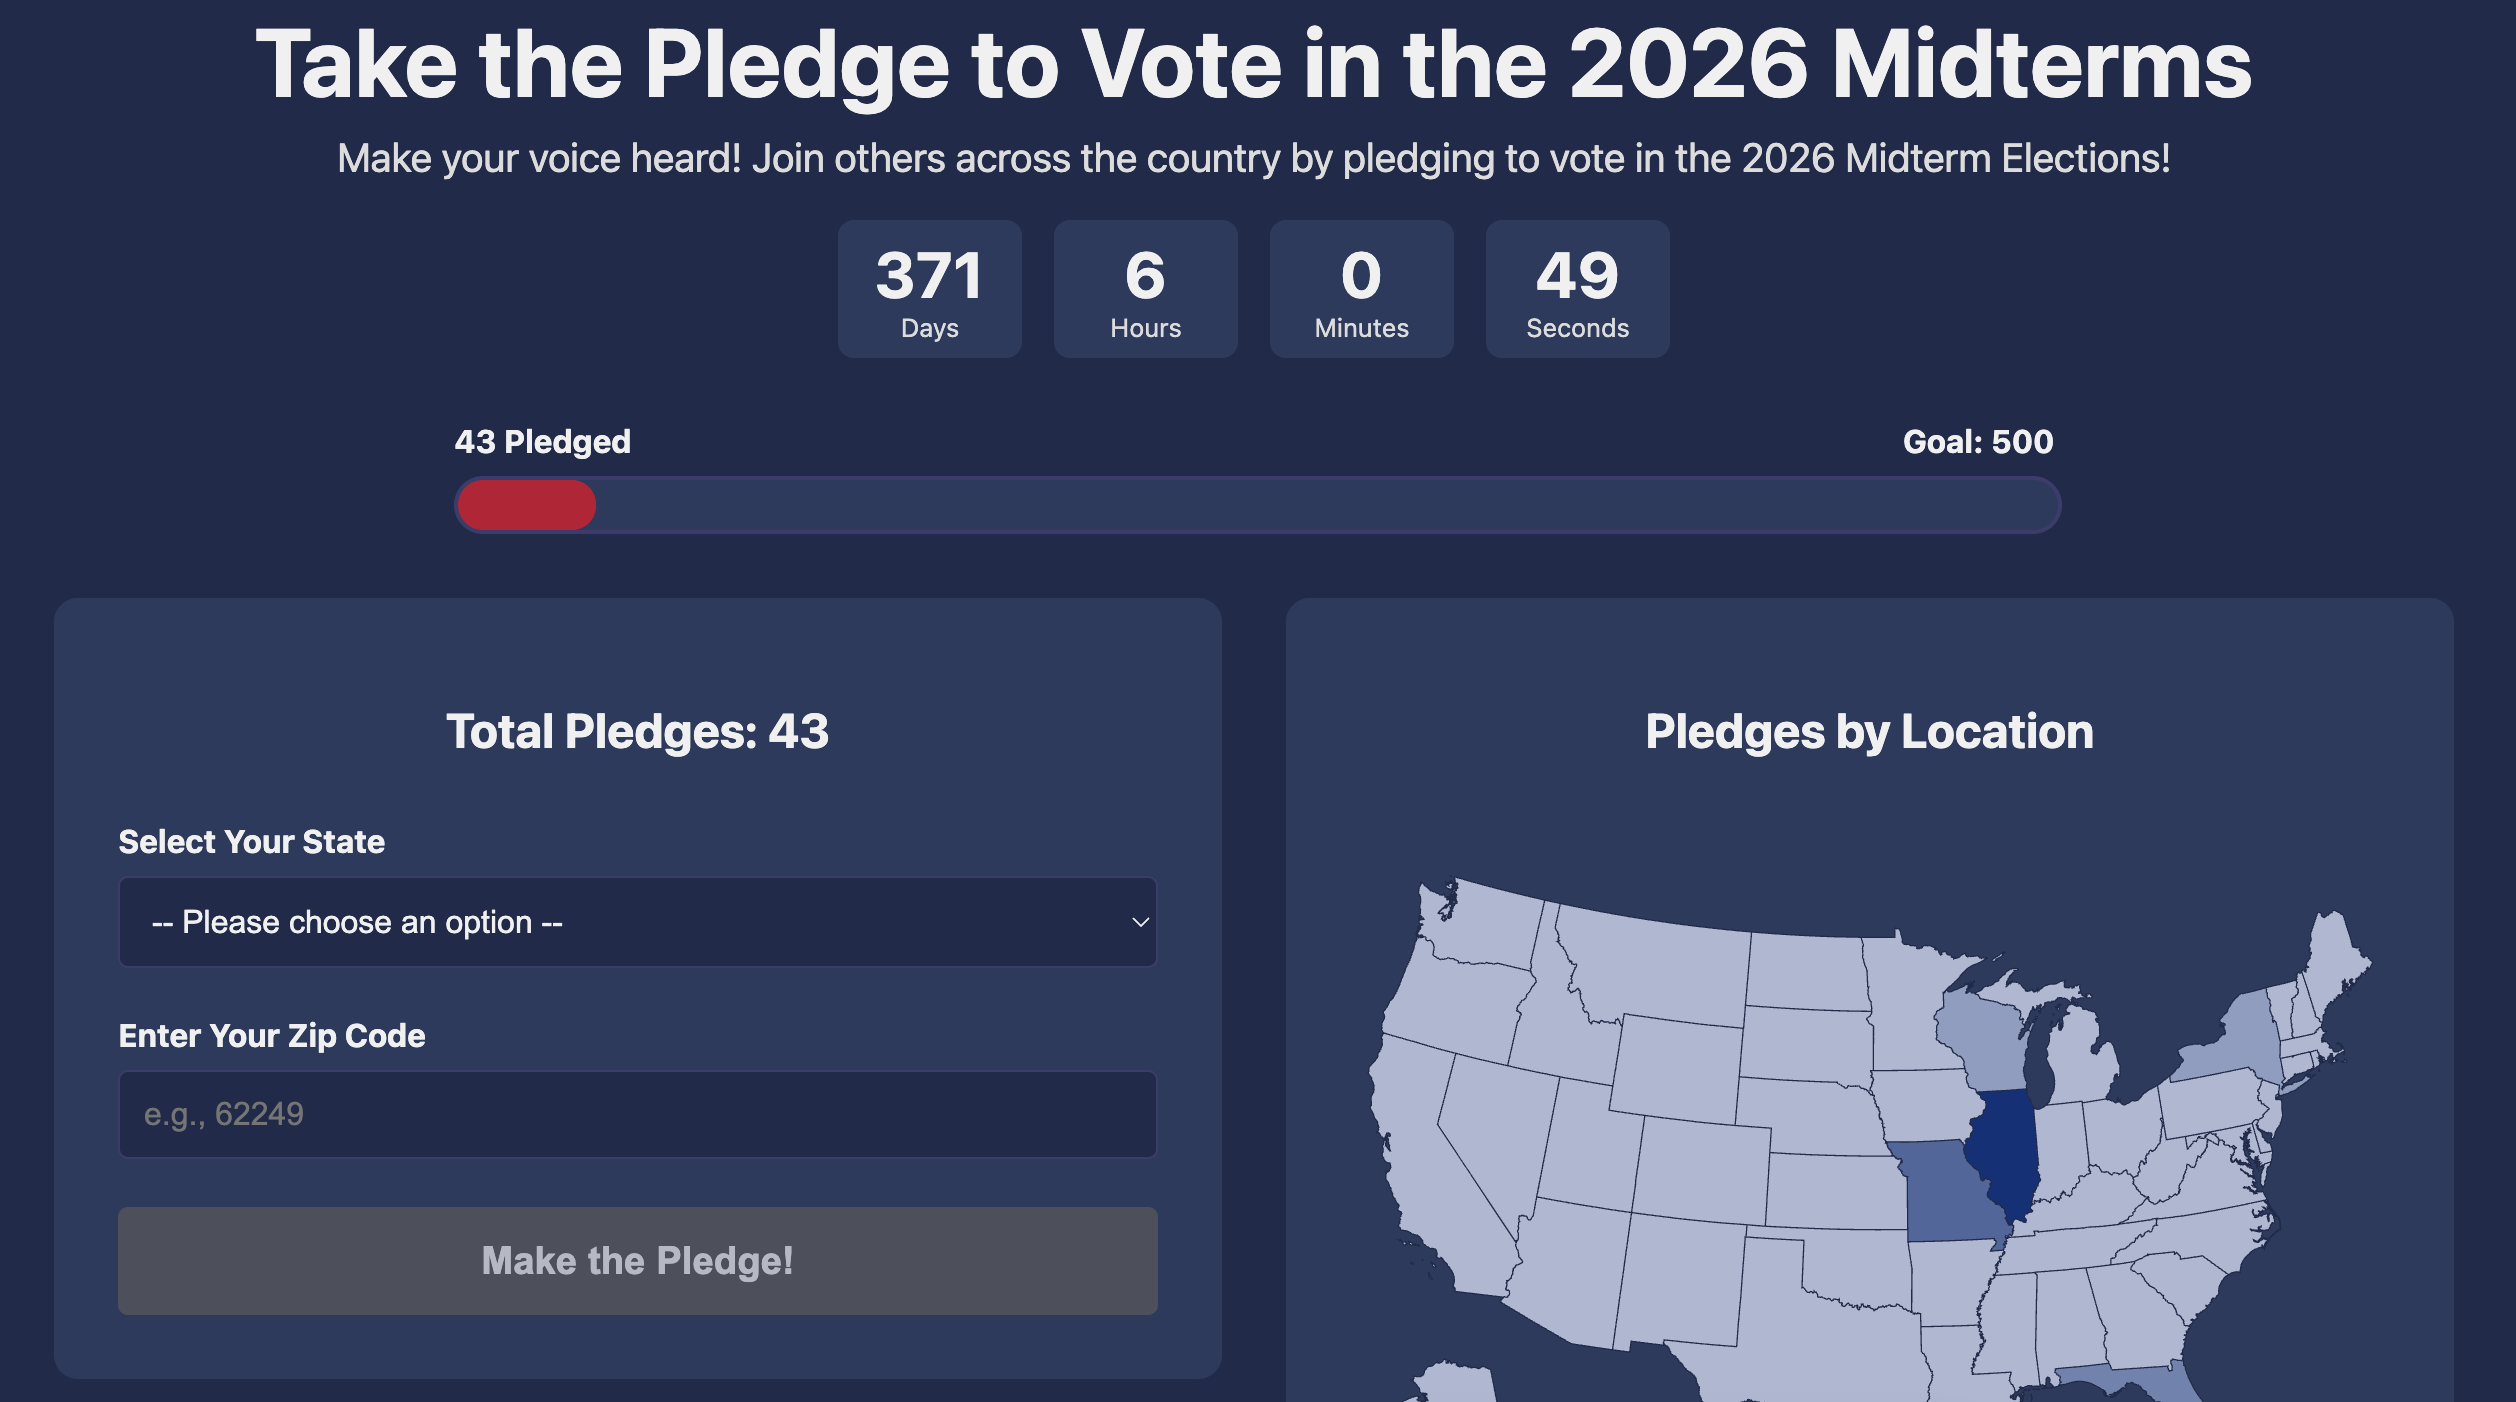 Take the Pledge to Vote in the 2026 Midterms
Make your voice heard! Join others across the country by pledging to vote in the 2026 Midterm Elections!
371
Days
6
Hours
0
Minutes
49
Seconds
43 Pledged
Goal: 500
Total Pledges: 43
Select Your State
-- Please choose an option --
Enter Your Zip Code
e.g., 62249
Make the Pledge!
Pledges by Location